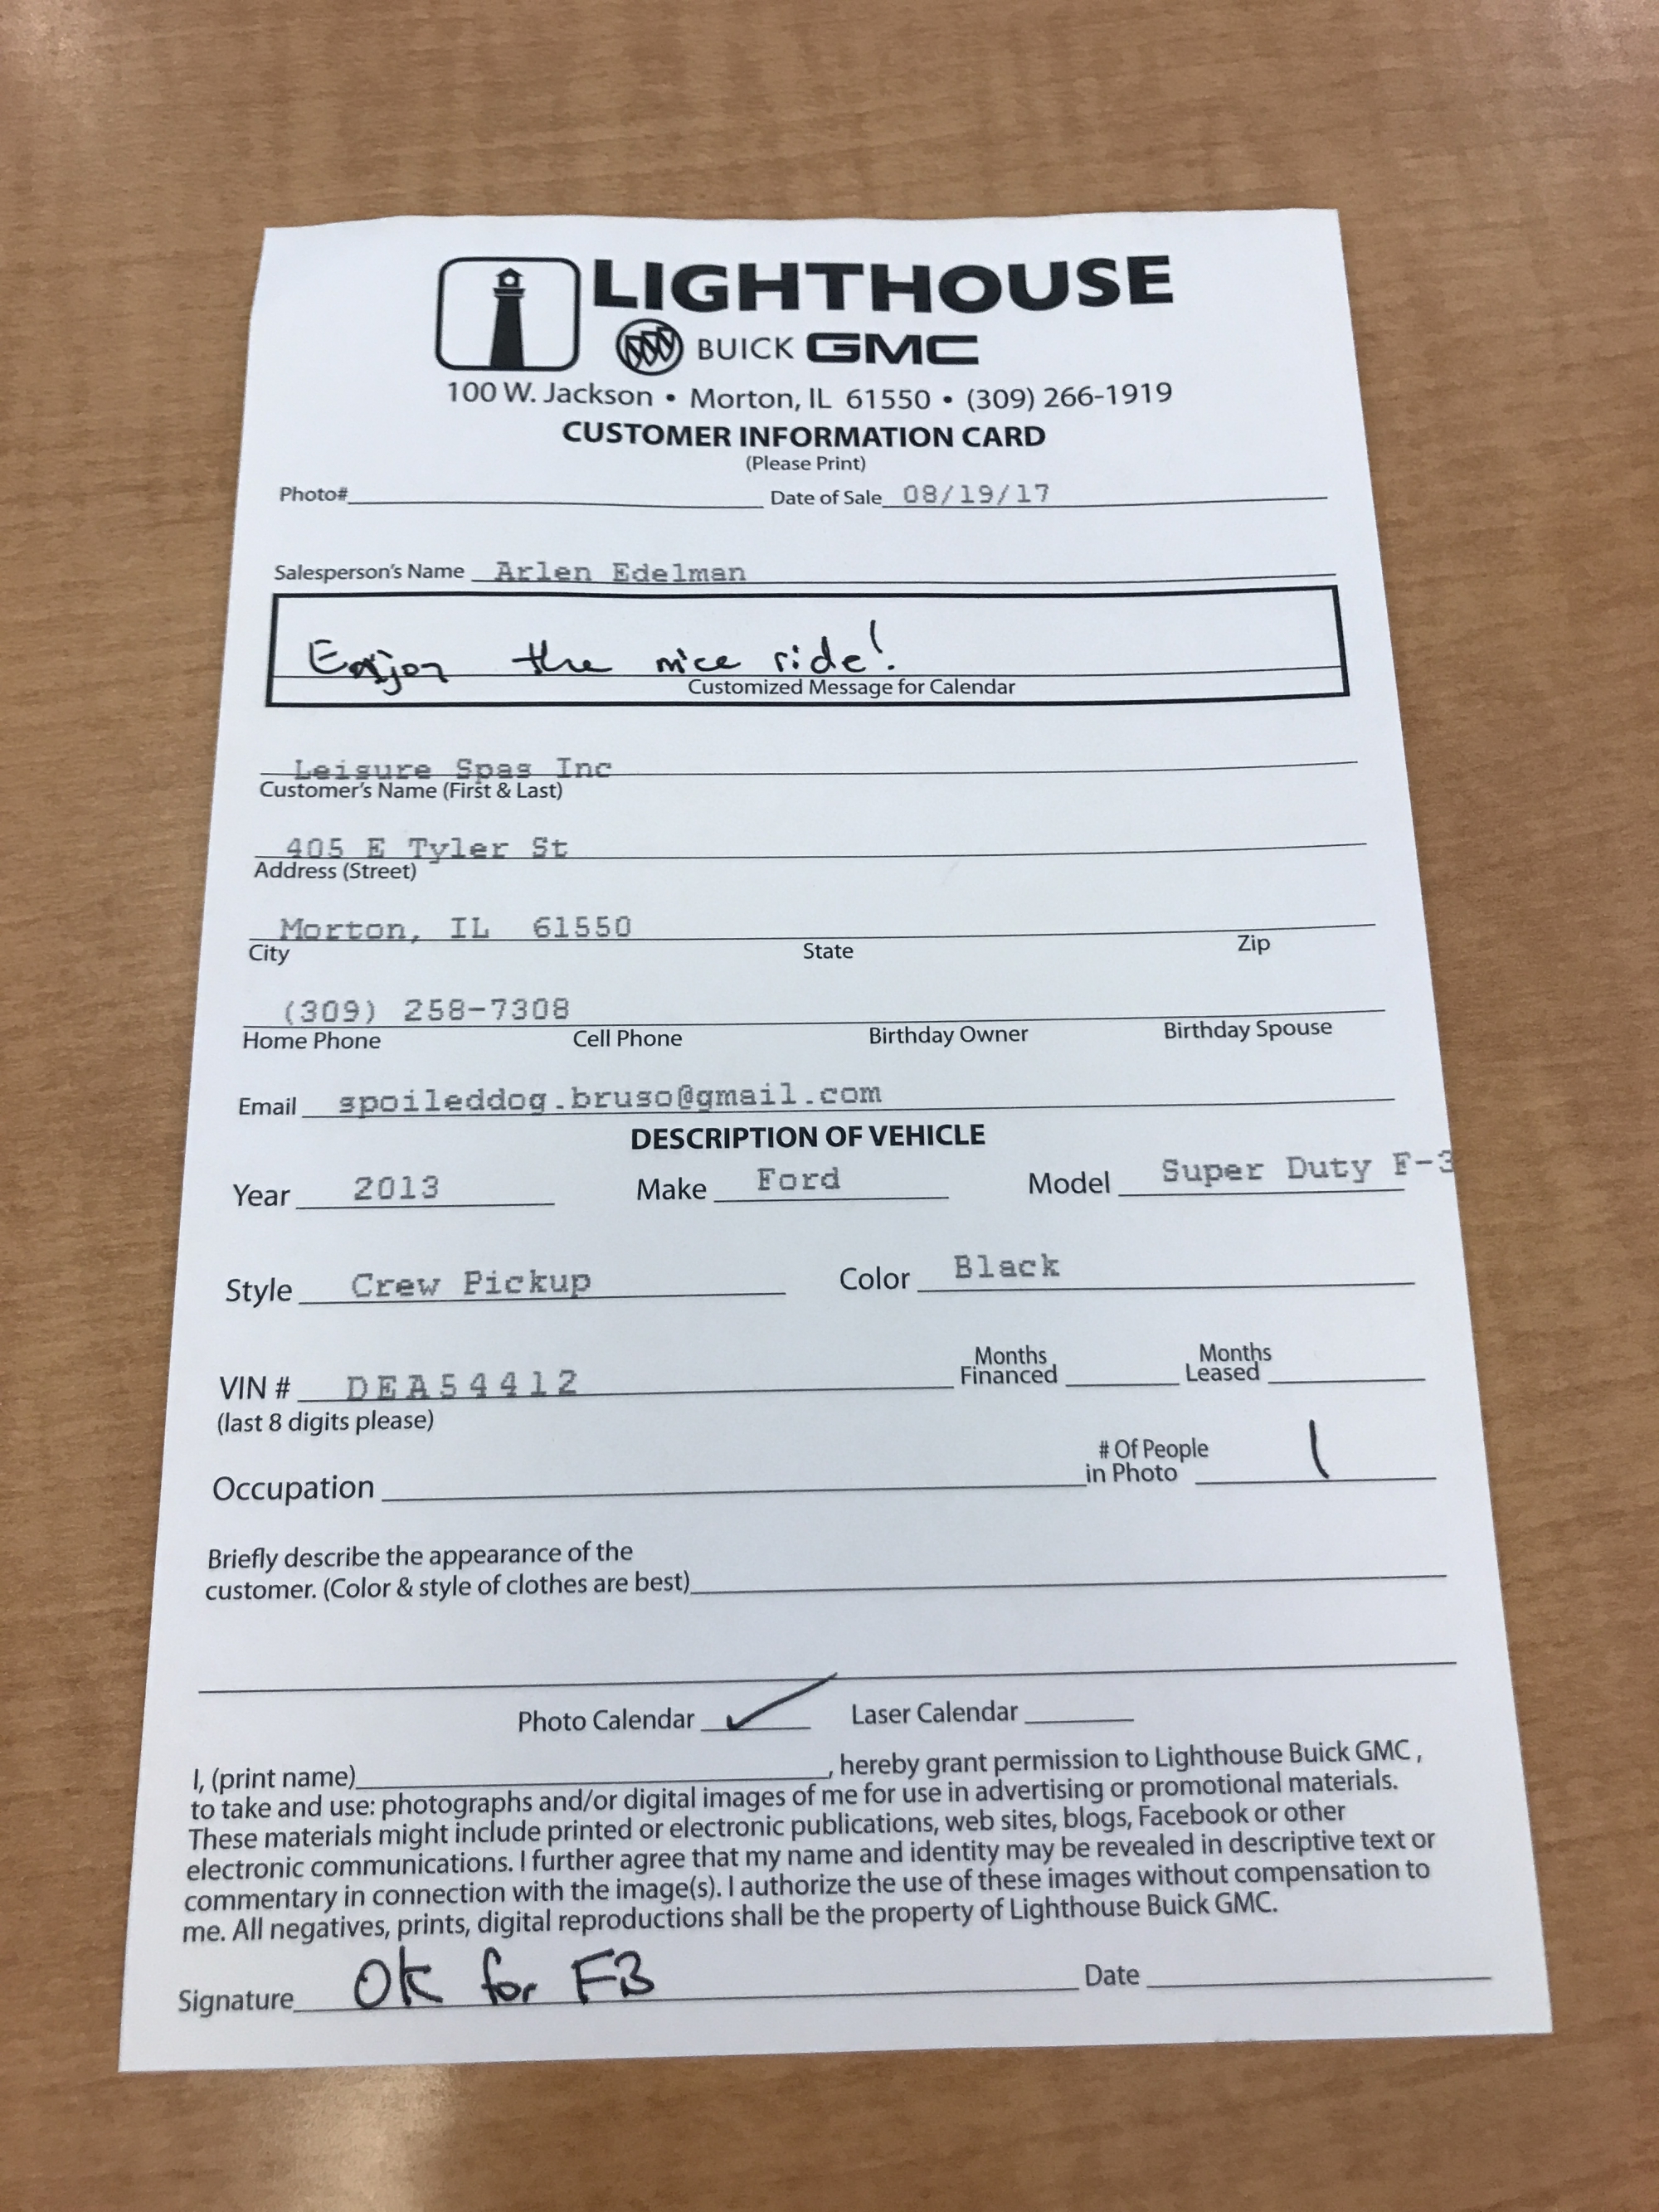 LIGHTHOUSE
BUICK GMC
100 W. Jackson • Morton, IL 61550 • (309) 266-1919
CUSTOMER INFORMATION CARD
(Please Print)
Photo# Date of Sale 08/19/17
Salesperson's Name Arlen Edelman
Enjoy the nice ride!
Customized Message for Calendar
Leisure Spas Inc
Customer's Name (First & Last)
405 E Tyler St
Address (Street)
Morton, IL 61550
City State Zip
(309) 258-7308
Home Phone Cell Phone Birthday Owner Birthday Spouse
Email spoileddog.bruso@gmail.com
DESCRIPTION OF VEHICLE
Year 2013 Make Ford Model Super Duty F-3
Style Crew Pickup Color Black
VIN # DEA54412 Months Financed Months Leased
(last 8 digits please)
Occupation # Of People in Photo 1
Briefly describe the appearance of the
customer. (Color & style of clothes are best)
Photo Calendar ✓ Laser Calendar
I, (print name) , hereby grant permission to Lighthouse Buick GMC ,
to take and use: photographs and/or digital images of me for use in advertising or promotional materials.
These materials might include printed or electronic publications, web sites, blogs, Facebook or other
electronic communications. I further agree that my name and identity may be revealed in descriptive text or
commentary in connection with the image(s). I authorize the use of these images without compensation to
me. All negatives, prints, digital reproductions shall be the property of Lighthouse Buick GMC.
Signature OK for FB Date